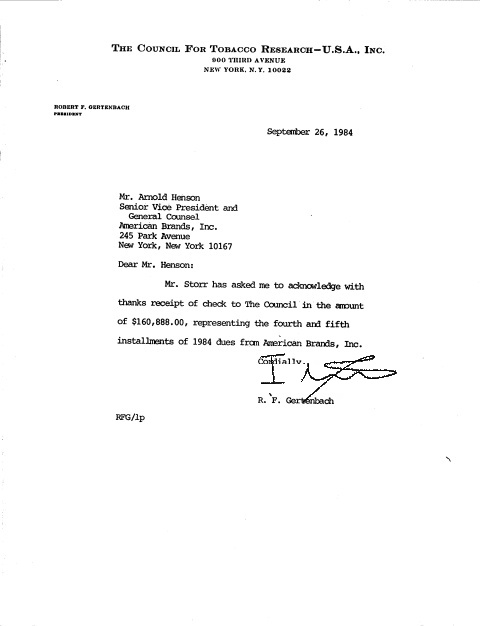 THE COUNCIL FOR TOBACCO RESEARCH—U.S.A., INC.
900 THIRD AVENUE
NEW YORK, N. Y. 10022
ROBERT F. GERTENBACH
PRESIDENT
September 26, 1984
Mr. Arnold Henson
Senior Vice President and
General Counsel
American Brands, Inc.
245 Park Avenue
New York, New York 10167
Dear Mr. Henson:
Mr. Storr has asked me to acknowledge with
thanks receipt of check to The Council in the amount
of $160,888.00, representing the fourth and fifth
installments of 1984 dues from American Brands, Inc.
Cordially,
R. F. Gertenbach
RFG/lp